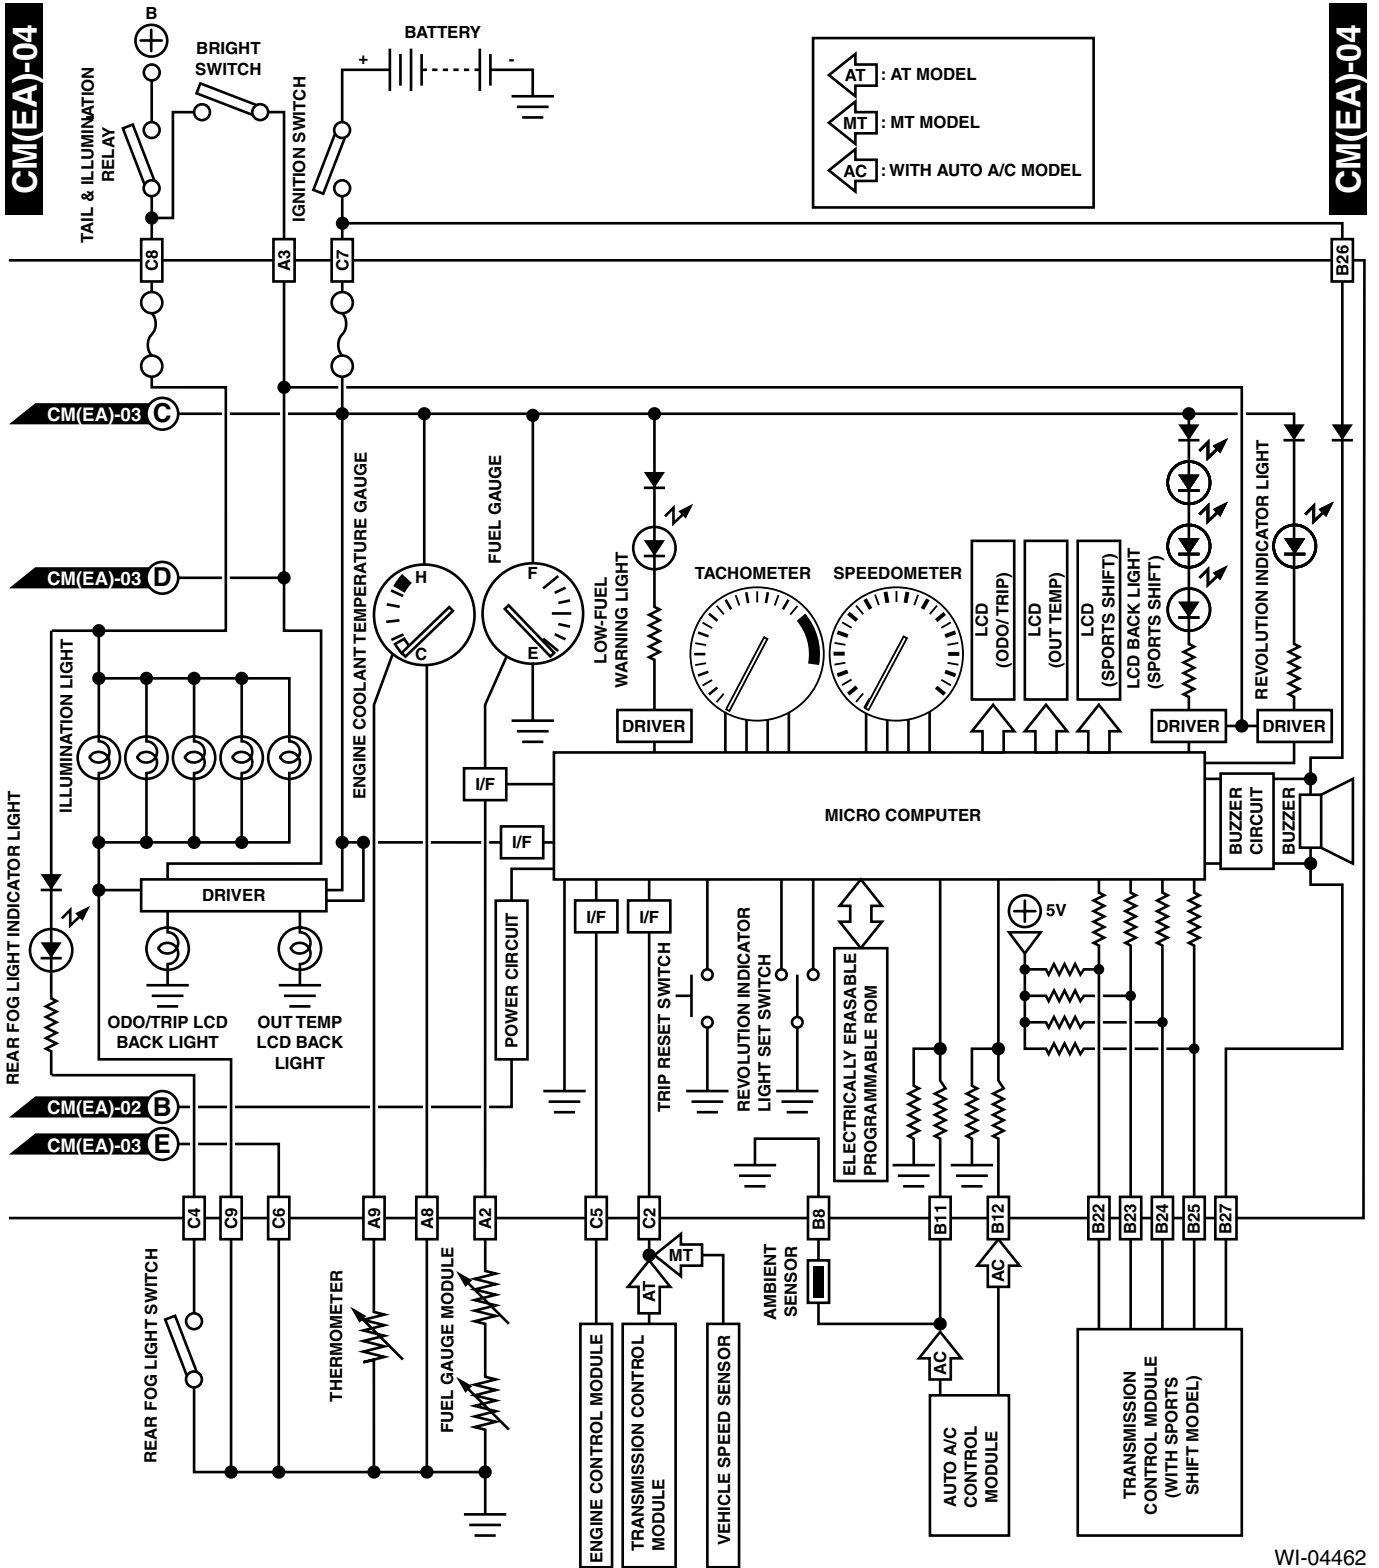 CM(EA)-04
CM(EA)-04
B
+
BRIGHT
SWITCH
TAIL & ILLUMINATION
RELAY
IGNITION SWITCH
BATTERY
+
-
AT : AT MODEL
MT : MT MODEL
AC : WITH AUTO A/C MODEL
C8
A3
C7
B26
CM(EA)-03 C
CM(EA)-03 D
ENGINE COOLANT TEMPERATURE GAUGE
H
C
FUEL GAUGE
F
E
LOW-FUEL
WARNING LIGHT
TACHOMETER
SPEEDOMETER
LCD
(ODO/ TRIP)
LCD
(OUT TEMP)
LCD
(SPORTS SHIFT)
LCD BACK LIGHT
(SPORTS SHIFT)
REVOLUTION INDICATOR LIGHT
ILLUMINATION LIGHT
REAR FOG LIGHT INDICATOR LIGHT
DRIVER
DRIVER
DRIVER
I/F
I/F
MICRO COMPUTER
BUZZER
CIRCUIT
BUZZER
DRIVER
ODO/TRIP LCD
BACK LIGHT
OUT TEMP
LCD BACK
LIGHT
POWER CIRCUIT
I/F
I/F
TRIP RESET SWITCH
REVOLUTION INDICATOR
LIGHT SET SWITCH
ELECTRICALLY ERASABLE
PROGRAMMABLE ROM
+ 5V
CM(EA)-02 B
CM(EA)-03 E
C4
C9
C6
A9
A8
A2
C5
C2
B8
B11
B12
B22
B23
B24
B25
B27
REAR FOG LIGHT SWITCH
THERMOMETER
FUEL GAUGE MODULE
MT
AT
AMBIENT
SENSOR
AC
AC
ENGINE CONTROL MODULE
TRANSMISSION CONTROL
MODULE
VEHICLE SPEED SENSOR
AUTO A/C
CONTROL
MODULE
TRANSMISSION
CONTROL MDDULE
(WITH SPORTS
SHIFT MODEL)
WI-04462